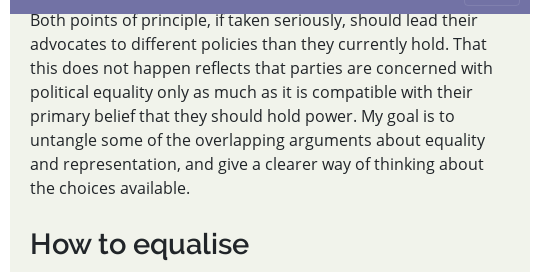 Both points of principle, if taken seriously, should lead their
advocates to different policies than they currently hold. That
this does not happen reflects that parties are concerned with
political equality only as much as it is compatible with their
primary belief that they should hold power. My goal is to
untangle some of the overlapping arguments about equality
and representation, and give a clearer way of thinking about
the choices available.
How to equalise